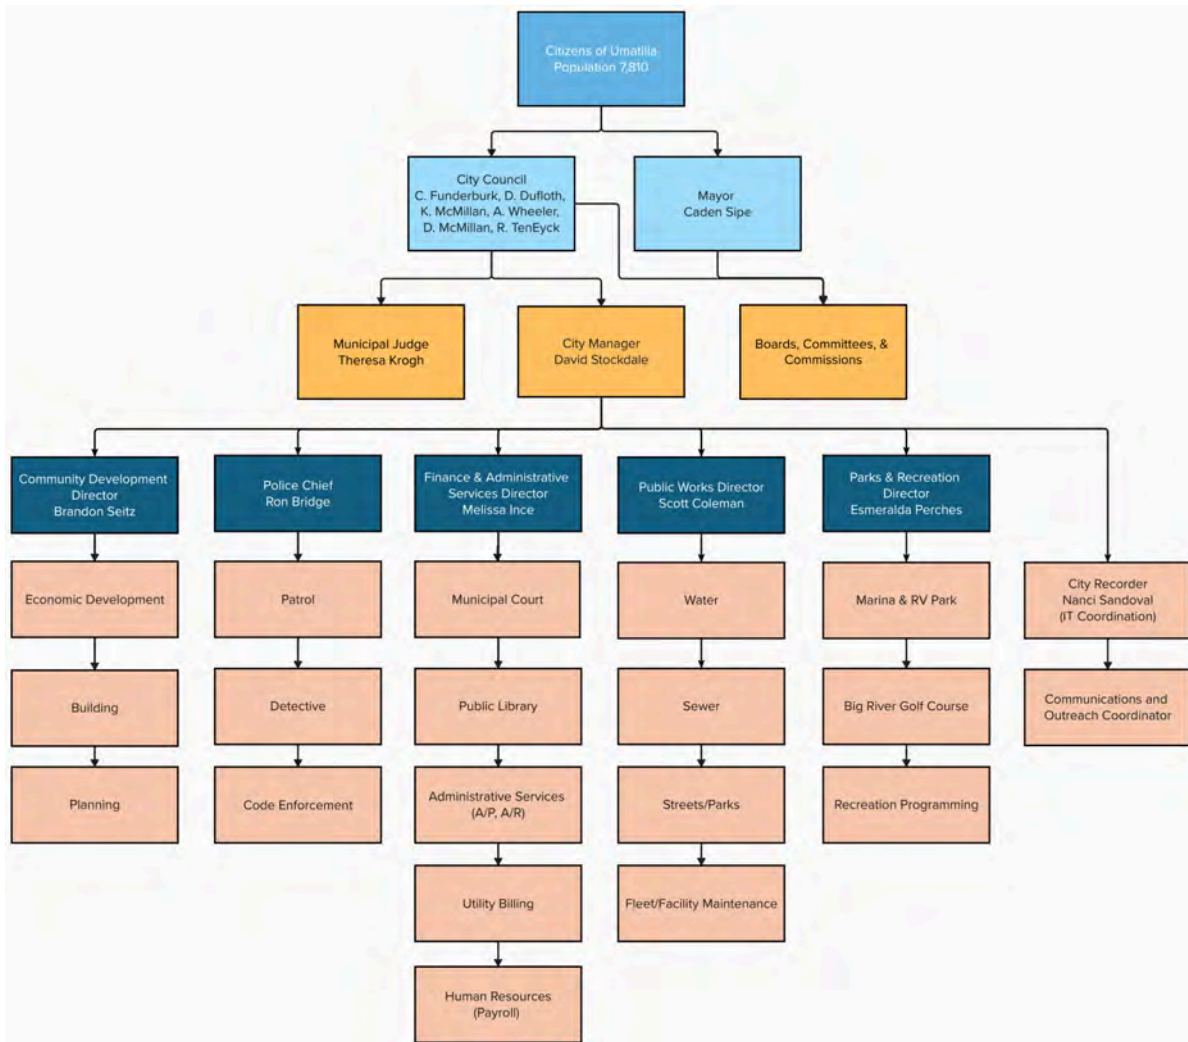 Citizens of Umatilla
Population 7,810
City Council
C. Funderburk, D. Dufloth,
K. McMillan, A. Wheeler,
D. McMillan, R. TenEyck
Mayor
Caden Sipe
Municipal Judge
Theresa Krogh
City Manager
David Stockdale
Boards, Committees, &
Commissions
Community Development
Director
Brandon Seitz
Police Chief
Ron Bridge
Finance & Administrative
Services Director
Melissa Ince
Public Works Director
Scott Coleman
Parks & Recreation
Director
Esmeralda Perches
Economic Development
Patrol
Municipal Court
Water
Marina & RV Park
City Recorder
Nanci Sandoval
(iT Coordination)
Building
Detective
Public Library
Sewer
Big River Golf Course
Communications and
Outreach Coordinator
Planning
Code Enforcement
Administrative Services
(A/P, A/R)
Streets/Parks
Recreation Programming
Utility Billing
Fleet/Facility Maintenance
Human Resources
(Payroll)